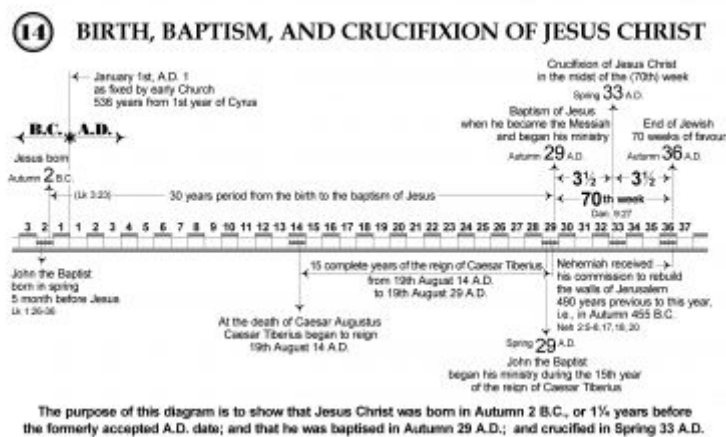 14 BIRTH, BAPTISM, AND CRUCIFIXION OF JESUS CHRIST
January 1st, A.D. 1
as fixed by early Church
536 years from 1st year of Cyrus
B.C. A.D.
Jesus born
Autumn 2 B.C.
(Lk 3:23)
30 years period from the birth to the baptism of Jesus
Crucifixion of Jesus Christ
in the midst of the (70th) week
Spring 33 A.D.
Baptism of Jesus
when he became the Messiah
and began his ministry
Autumn 29 A.D.
End of Jewish
70 weeks of favour
Autumn 36 A.D.
3½ 3½
70th week
Dan 9:27
3 2 1 1 2 3 4 5 6 7 8 9 10 11 12 13 14 15 16 17 18 19 20 21 22 23 24 25 26 27 28 29 30 31 32 33 34 35 36 37
John the Baptist
born in spring
5 month before Jesus
Lk 1:26-36
15 complete years of the reign of Caesar Tiberius
from 19th August 14 A.D.
to 19th August 29 A.D.
At the death of Caesar Augustus
Caesar Tiberius began to reign
19th August 14 A.D.
Nehemiah received
his commission to rebuild
the walls of Jerusalem
490 years previous to this year,
i.e., in Autumn 455 B.C.
Neh 2:5-6,17,18,20
Spring 29 A.D.
John the Baptist
began his ministry during the 15th year
of the reign of Caesar Tiberius
The purpose of this diagram is to show that Jesus Christ was born in Autumn 2 B.C., or 1¼ years before
the formerly accepted A.D. date; and that he was baptised in Autumn 29 A.D.; and crucified in Spring 33 A.D.